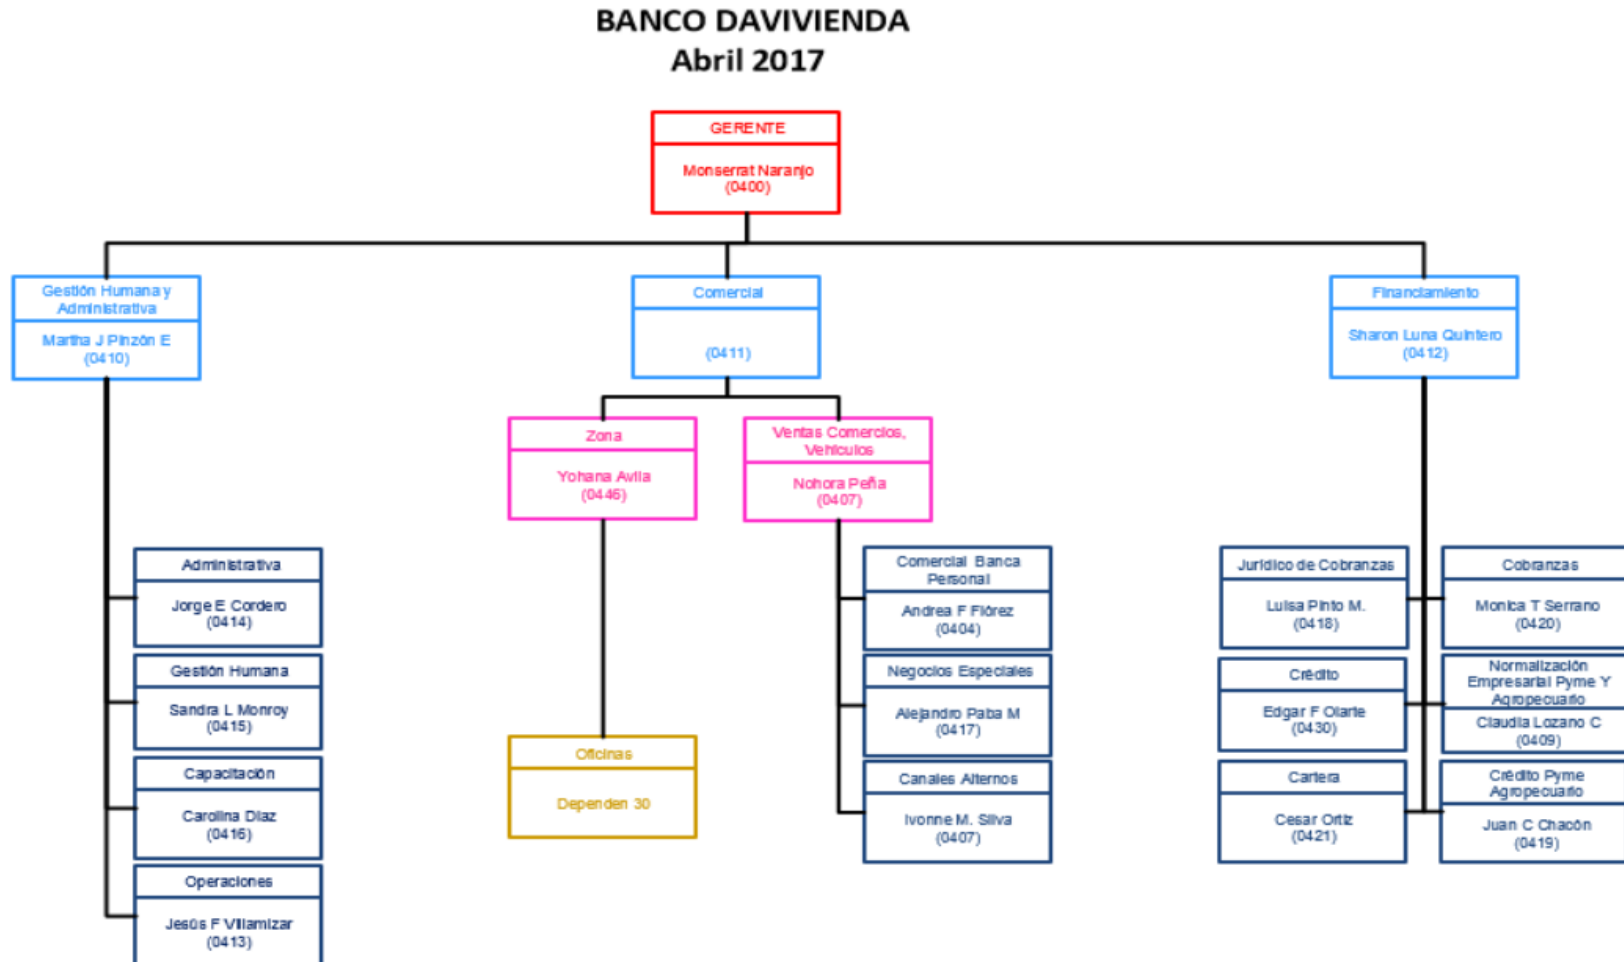 BANCO DAVIVIENDA
Abril 2017
GERENTE
Monserrat Naranjo
(0400)
Gestión Humana y
Administrativa
Martha J Pinzón E
(0410)
Comercial
(0411)
Financiamiento
Sharon Luna Quintero
(0412)
Zona
Yohana Avila
(0446)
Ventas Comercios,
Vehículos
Nohora Peña
(0407)
Administrativa
Jorge E Cordero
(0414)
Gestión Humana
Sandra L Monroy
(0415)
Capacitación
Carolina Díaz
(0416)
Operaciones
Jesús F Villamizar
(0413)
Oficinas
Dependen 30
Comercial Banca
Personal
Andrea F Flórez
(0404)
Negocios Especiales
Alejandro Paba M
(0417)
Canales Alternos
Ivonne M. Silva
(0407)
Jurídico de Cobranzas
Luisa Pinto M.
(0418)
Crédito
Edgar F Olarte
(0430)
Cartera
Cesar Ortiz
(0421)
Cobranzas
Monica T Serrano
(0420)
Normalización
Empresarial Pyme Y
Agropecuario
Claudia Lozano C
(0409)
Crédito Pyme
Agropecuario
Juan C Chacón
(0419)